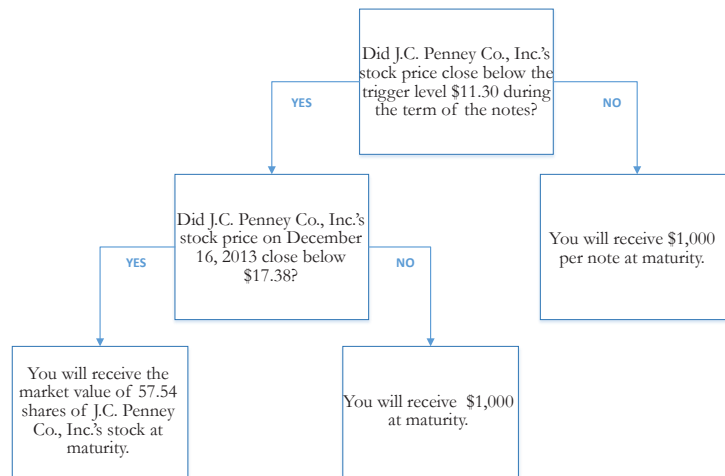 Did J.C. Penney Co., Inc.'s
stock price close below the
trigger level $11.30 during
the term of the notes?
YES
NO
Did J.C. Penney Co., Inc.'s
stock price on December
16, 2013 close below
$17.38?
You will receive $1,000
per note at maturity.
YES
NO
You will receive the
market value of 57.54
shares of J.C. Penney
Co., Inc.'s stock at
maturity.
You will receive $1,000
at maturity.